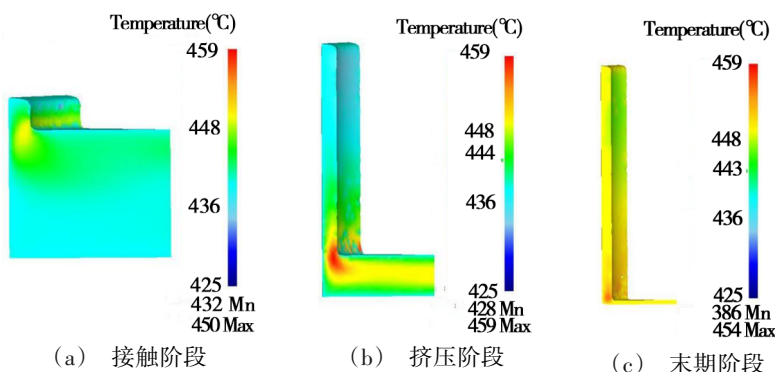 Temperature(℃)
459
448
436
425
432 Mn
450 Max
(a) 接触阶段
Temperature(℃)
459
448
444
436
425
428 Mn
459 Max
(b) 挤压阶段
Temperature(℃)
459
448
443
436
425
386 Mn
454 Max
(c) 末期阶段